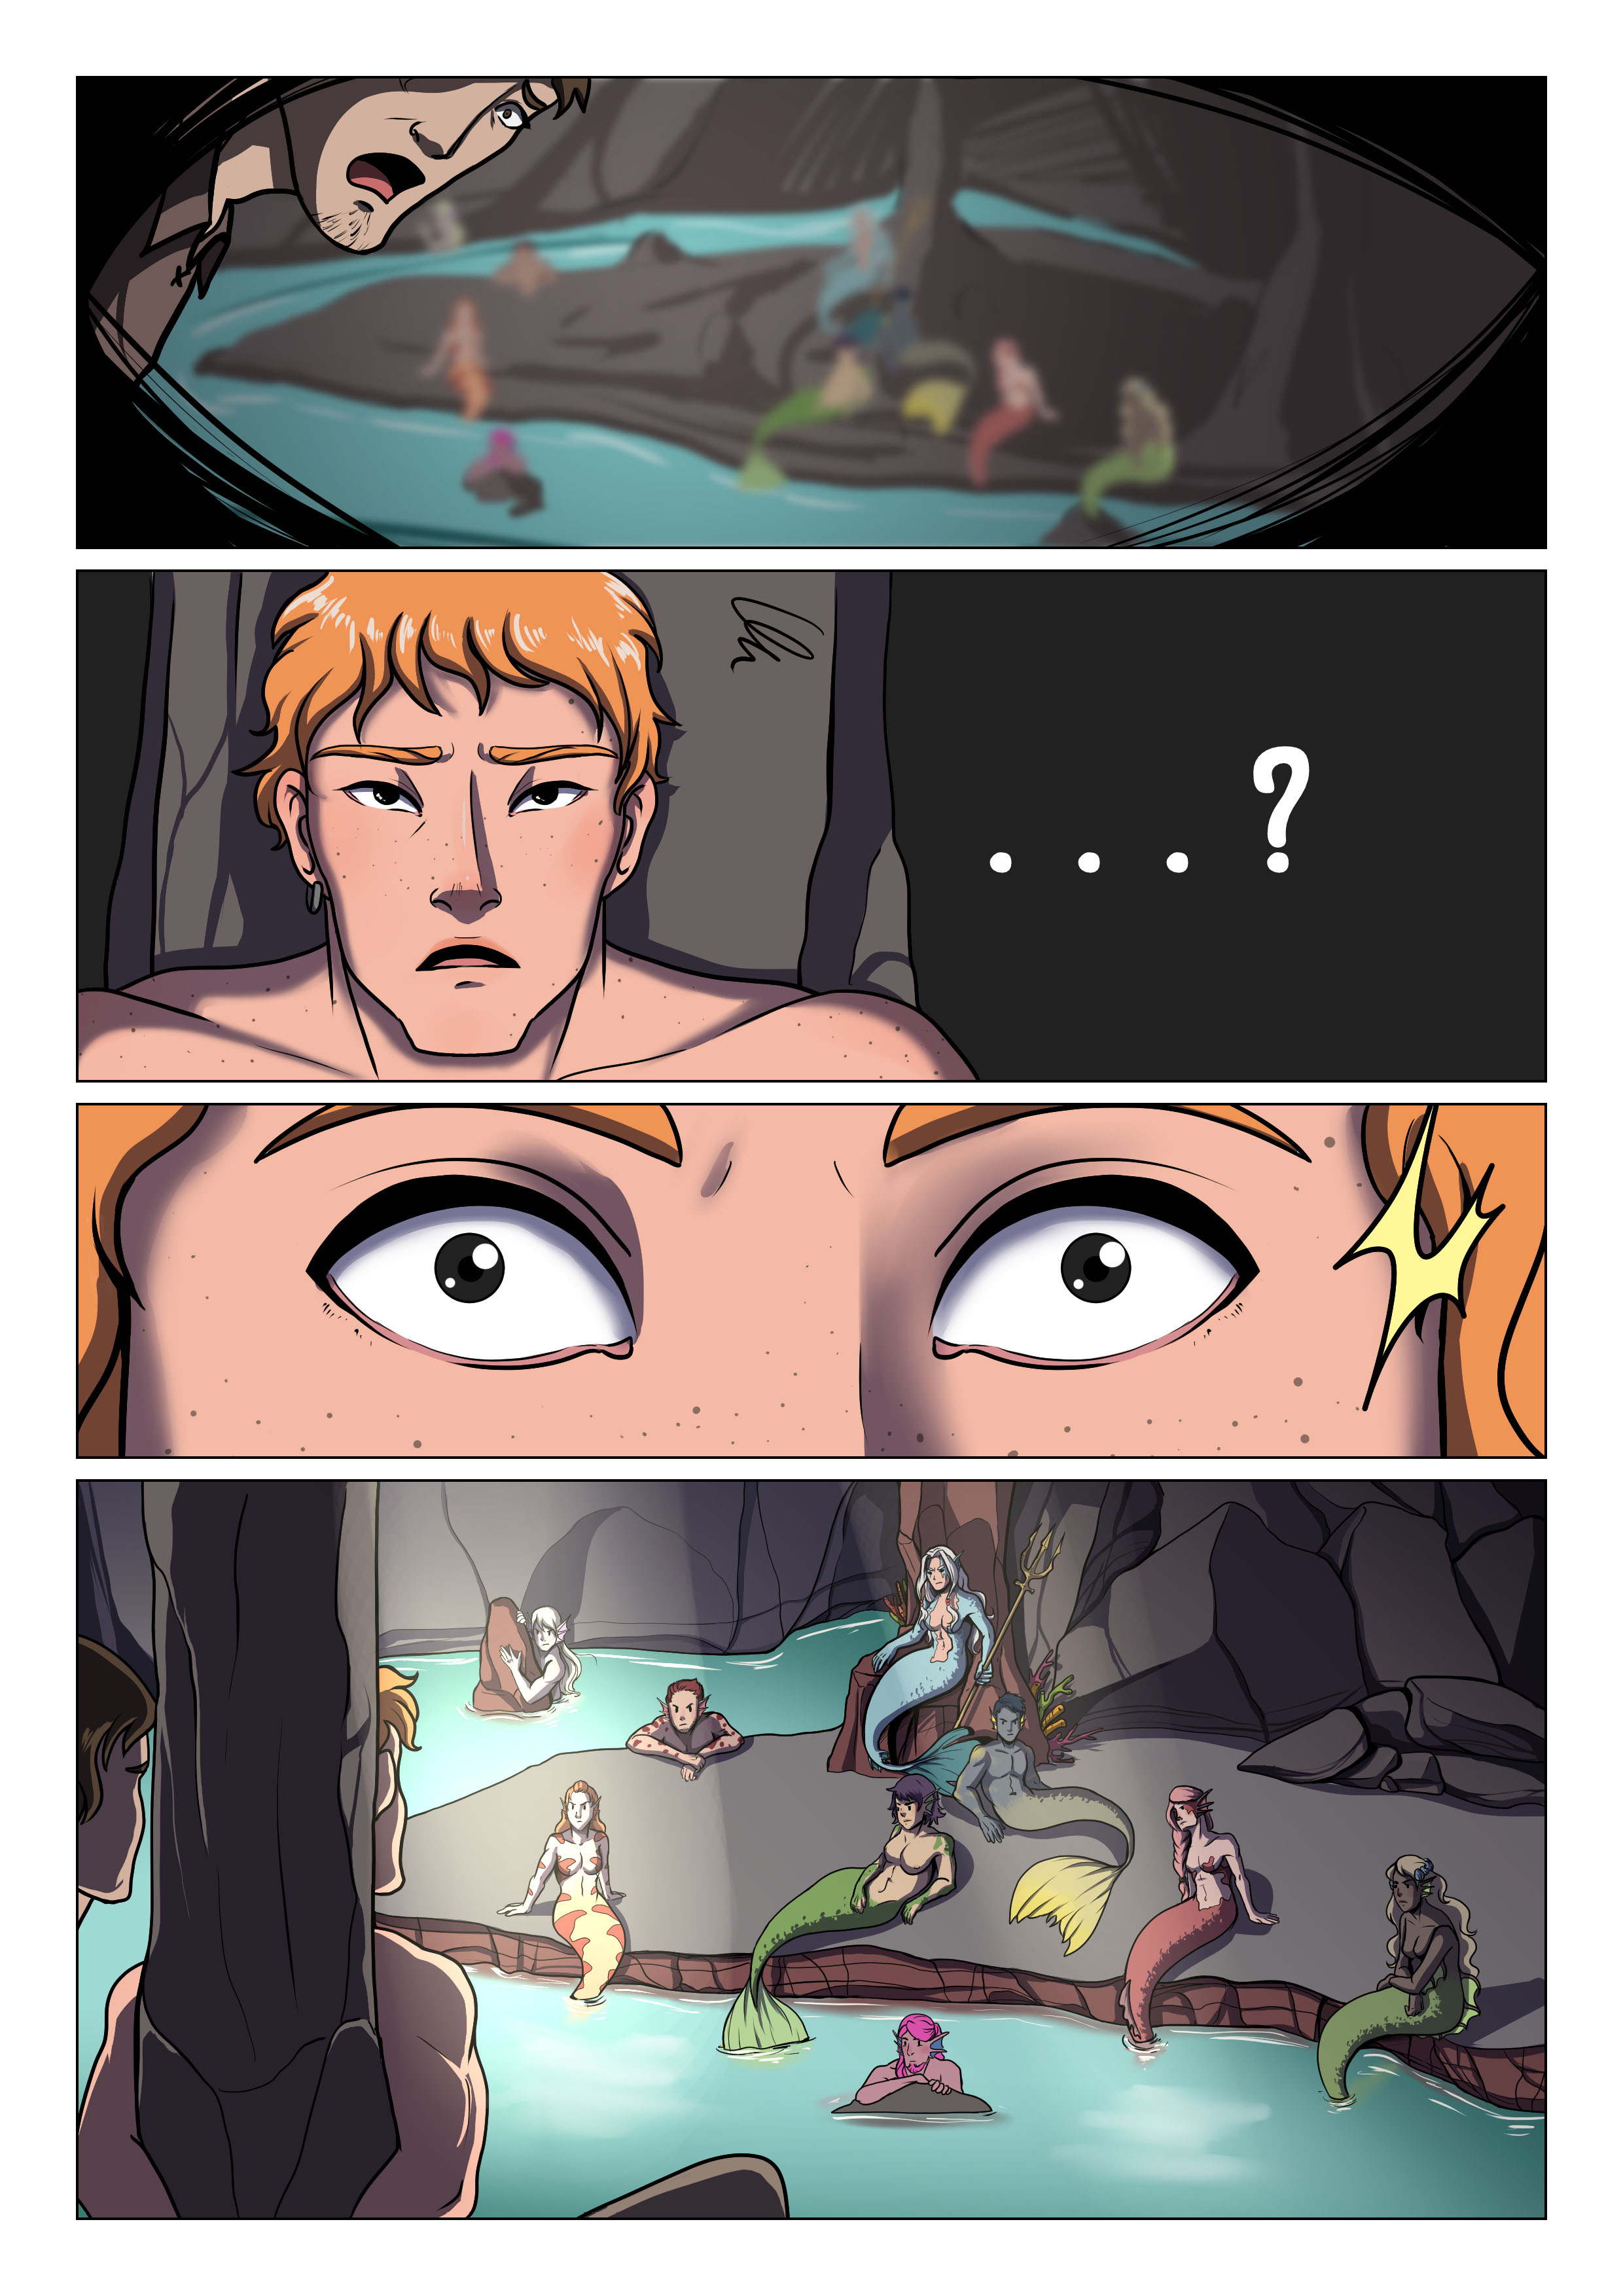 . . . ?